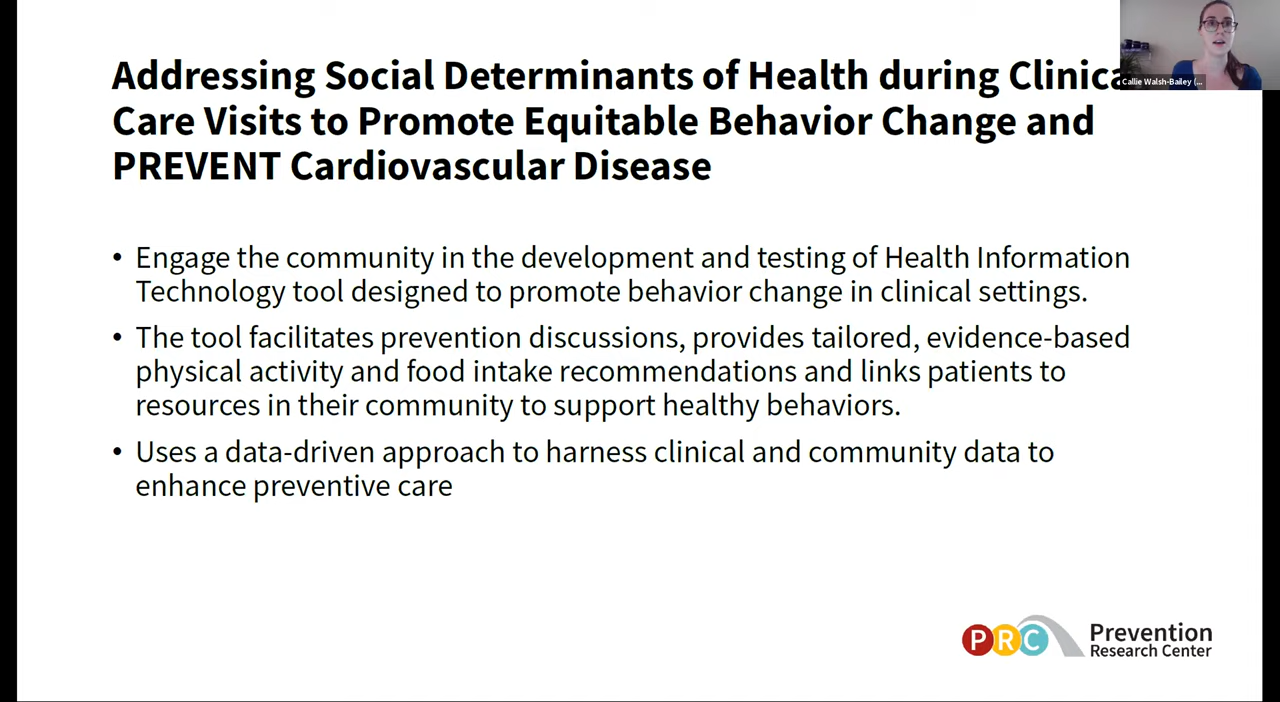 Addressing Social Determinants of Health during Clinica
Care Visits to Promote Equitable Behavior Change and
PREVENT Cardiovascular Disease
Callie Walsh-Bailey (...
• Engage the community in the development and testing of Health Information
Technology tool designed to promote behavior change in clinical settings.
• The tool facilitates prevention discussions, provides tailored, evidence-based
physical activity and food intake recommendations and links patients to
resources in their community to support healthy behaviors.
• Uses a data-driven approach to harness clinical and community data to
enhance preventive care
PRC Prevention
Research Center